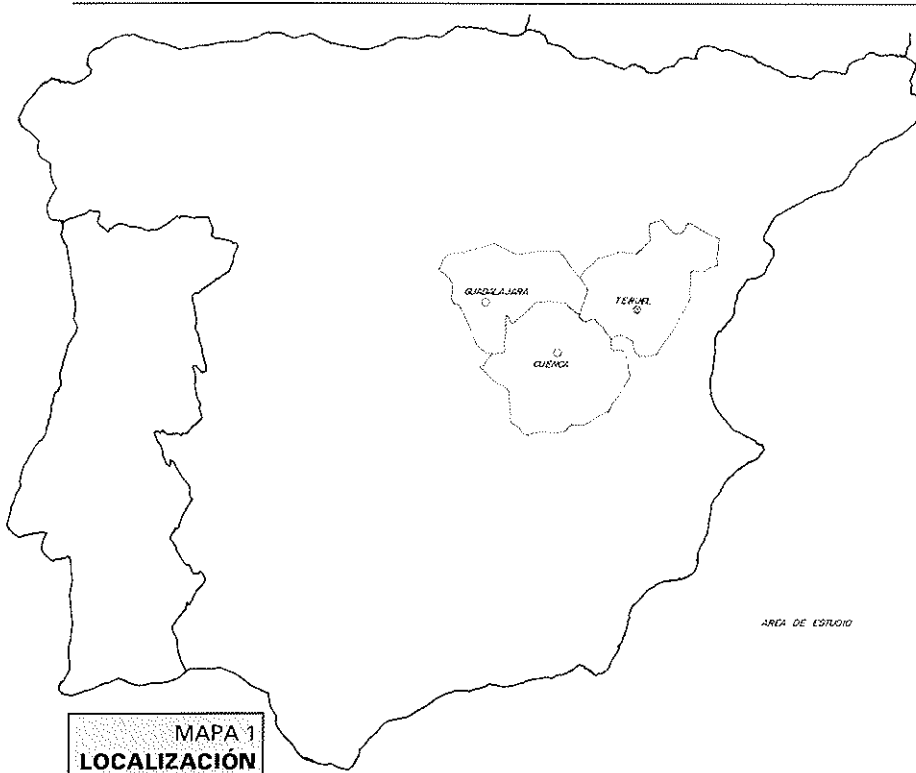 GUADALAJARA
TERUEL
CUENCA
AREA DE ESTUDIO
MAPA 1
LOCALIZACIÓN